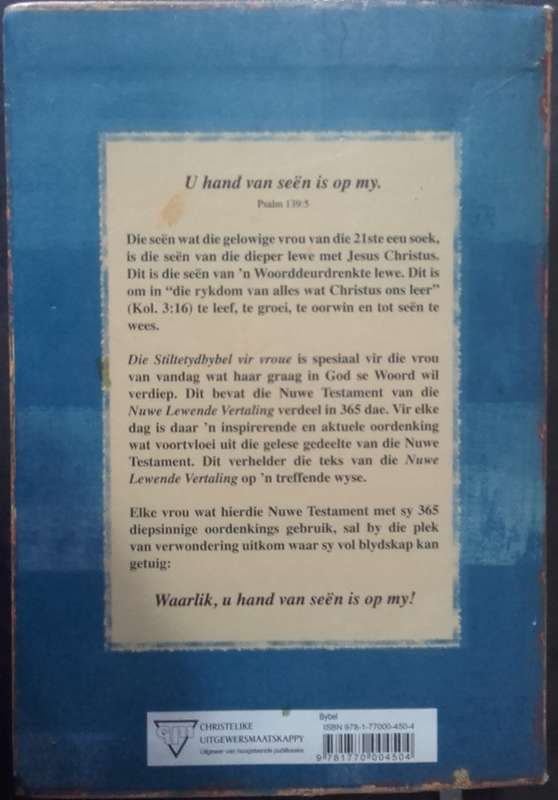 U hand van seën is op my.
Psalm 139:5
Die seën wat die gelowige vrou van die 21ste eeu soek,
is die seën van die dieper lewe met Jesus Christus.
Dit is die seën van 'n Woorddeurdrenkte lewe. Dit is
om in “die rykdom van alles wat Christus ons leer”
(Kol. 3:16) te leef, te groei, te oorwin en tot seën te
wees.
Die Stiltetydbybel vir vroue is spesiaal vir die vrou
van vandag wat haar graag in God se Woord wil
verdiep. Dit bevat die Nuwe Testament van die
Nuwe Lewende Vertaling verdeel in 365 dae. Vir elke
dag is daar 'n inspirerende en aktuele oordenking
wat voortvloei uit die gelese gedeelte van die Nuwe
Testament. Dit verhelder die teks van die Nuwe
Lewende Vertaling op 'n treffende wyse.
Elke vrou wat hierdie Nuwe Testament met sy 365
diepsinnige oordenkings gebruik, sal by die plek
van verwondering uitkom waar sy vol blydskap kan
getuig:
Waarlik, u hand van seën is op my!
CUM
CHRISTELIKE
UITGEWERSMAATSKAPPY
Uitgewer van hoogstaande publikasies
Bybel
ISBN 978-1-77000-450-4
9 781770 004504